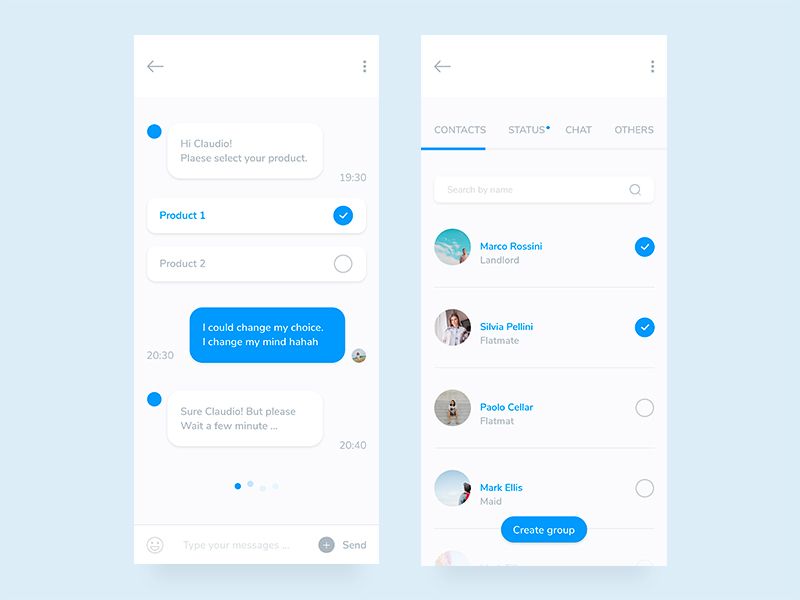 Hi Claudio!
Plaese select your product.
19:30
Product 1
Product 2
I could change my choice.
I change my mind hahah
20:30
Sure Claudio! But please
Wait a few minute ...
20:40
Type your messages ...
Send
CONTACTS STATUS CHAT OTHERS
Search by name
Marco Rossini
Landlord
Silvia Pellini
Flatmate
Paolo Cellar
Flatmat
Mark Ellis
Maid
Create group